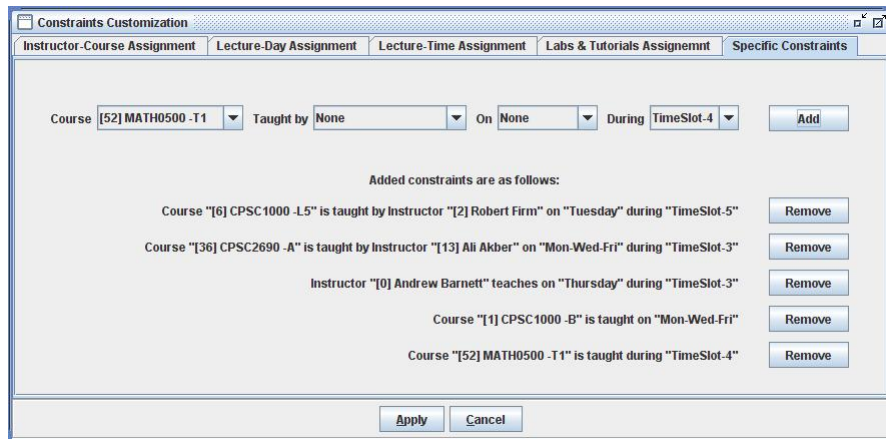 Constraints Customization
Instructor-Course Assignment Lecture-Day Assignment Lecture-Time Assignment Labs & Tutorials Assignemnt Specific Constraints
Course [52] MATH0500 -T1 Taught by None On None During TimeSlot-4 Add
Added constraints are as follows:
Course "[6] CPSC1000 -L5" is taught by Instructor "[2] Robert Firm" on "Tuesday" during "TimeSlot-5" Remove
Course "[36] CPSC2690 -A" is taught by Instructor "[13] Ali Akber" on "Mon-Wed-Fri" during "TimeSlot-3" Remove
Instructor "[0] Andrew Barnett" teaches on "Thursday" during "TimeSlot-3" Remove
Course "[1] CPSC1000 -B" is taught on "Mon-Wed-Fri" Remove
Course "[52] MATH0500 -T1" is taught during "TimeSlot-4" Remove
Apply Cancel